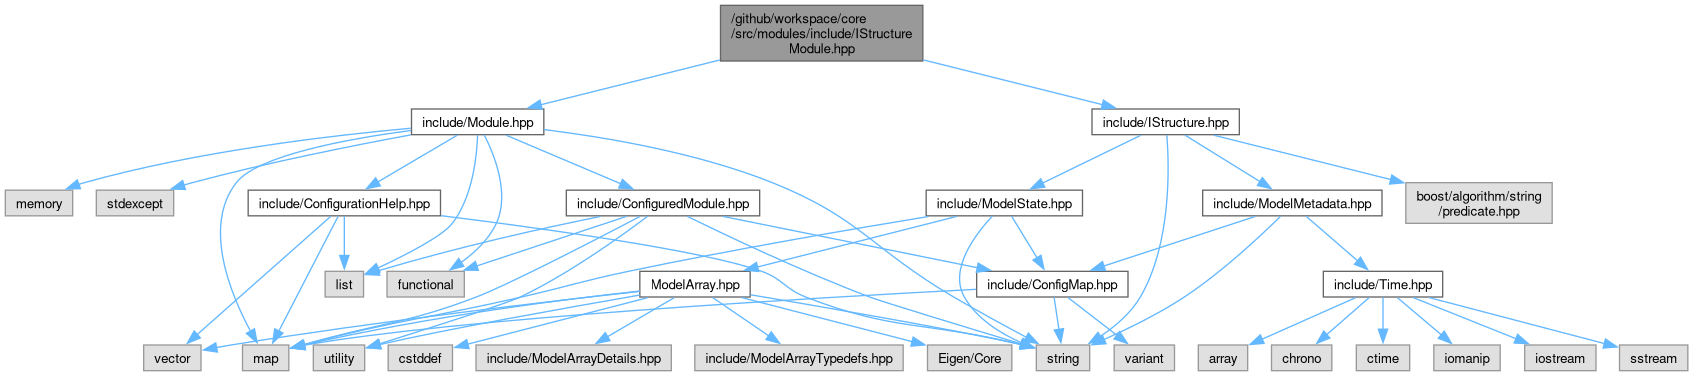 /github/workspace/core
/src/modules/include/IStructure
Module.hpp
include/Module.hpp
include/IStructure.hpp
memory
stdexcept
include/ConfigurationHelp.hpp
include/ConfiguredModule.hpp
include/ModelState.hpp
include/ModelMetadata.hpp
boost/algorithm/string
/predicate.hpp
list
functional
ModelArray.hpp
include/ConfigMap.hpp
include/Time.hpp
vector
map
utility
cstddef
include/ModelArrayDetails.hpp
include/ModelArrayTypedefs.hpp
Eigen/Core
string
variant
array
chrono
ctime
iomanip
iostream
sstream